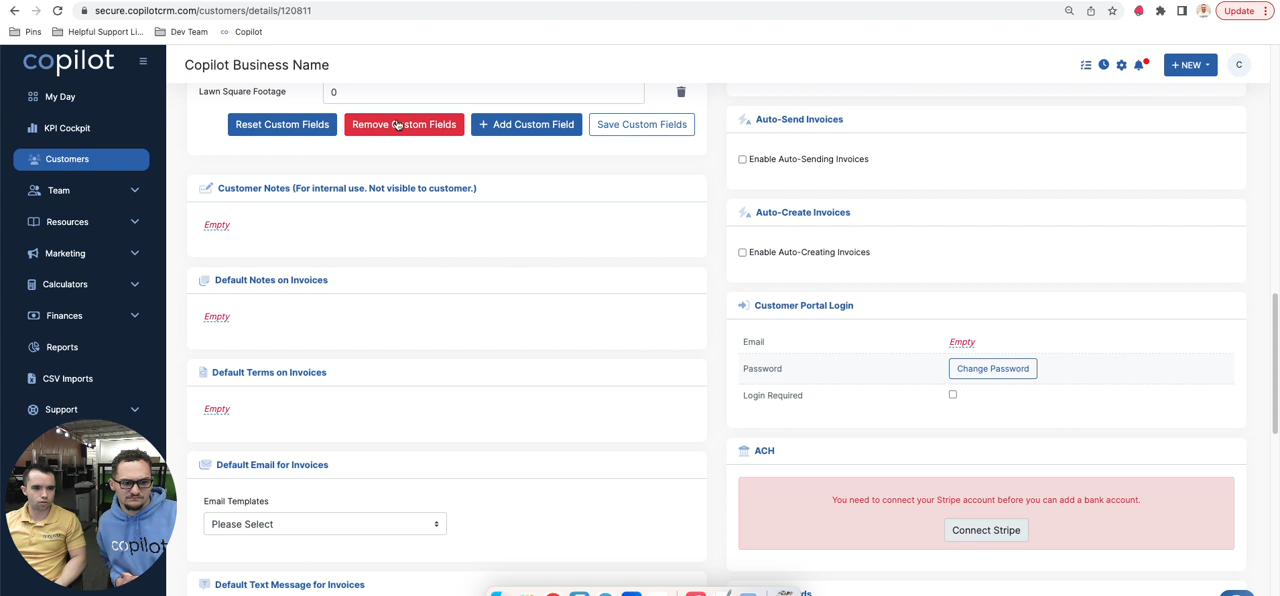 secure.copilotcrm.com/customers/details/120811
Update
Pins
Helpful Support Li...
Dev Team
Copilot
copilot
Copilot Business Name
+ NEW
C
My Day
KPI Cockpit
Customers
Team
Resources
Marketing
Calculators
Finances
Reports
CSV Imports
Support
Lawn Square Footage
0
Reset Custom Fields
Remove Custom Fields
+ Add Custom Field
Save Custom Fields
Customer Notes (For internal use. Not visible to customer.)
Empty
Default Notes on Invoices
Empty
Default Terms on Invoices
Empty
Default Email for Invoices
Email Templates
Please Select
Default Text Message for Invoices
Auto-Send Invoices
Enable Auto-Sending Invoices
Auto-Create Invoices
Enable Auto-Creating Invoices
Customer Portal Login
Email
Empty
Password
Change Password
Login Required
ACH
You need to connect your Stripe account before you can add a bank account.
Connect Stripe
copilot